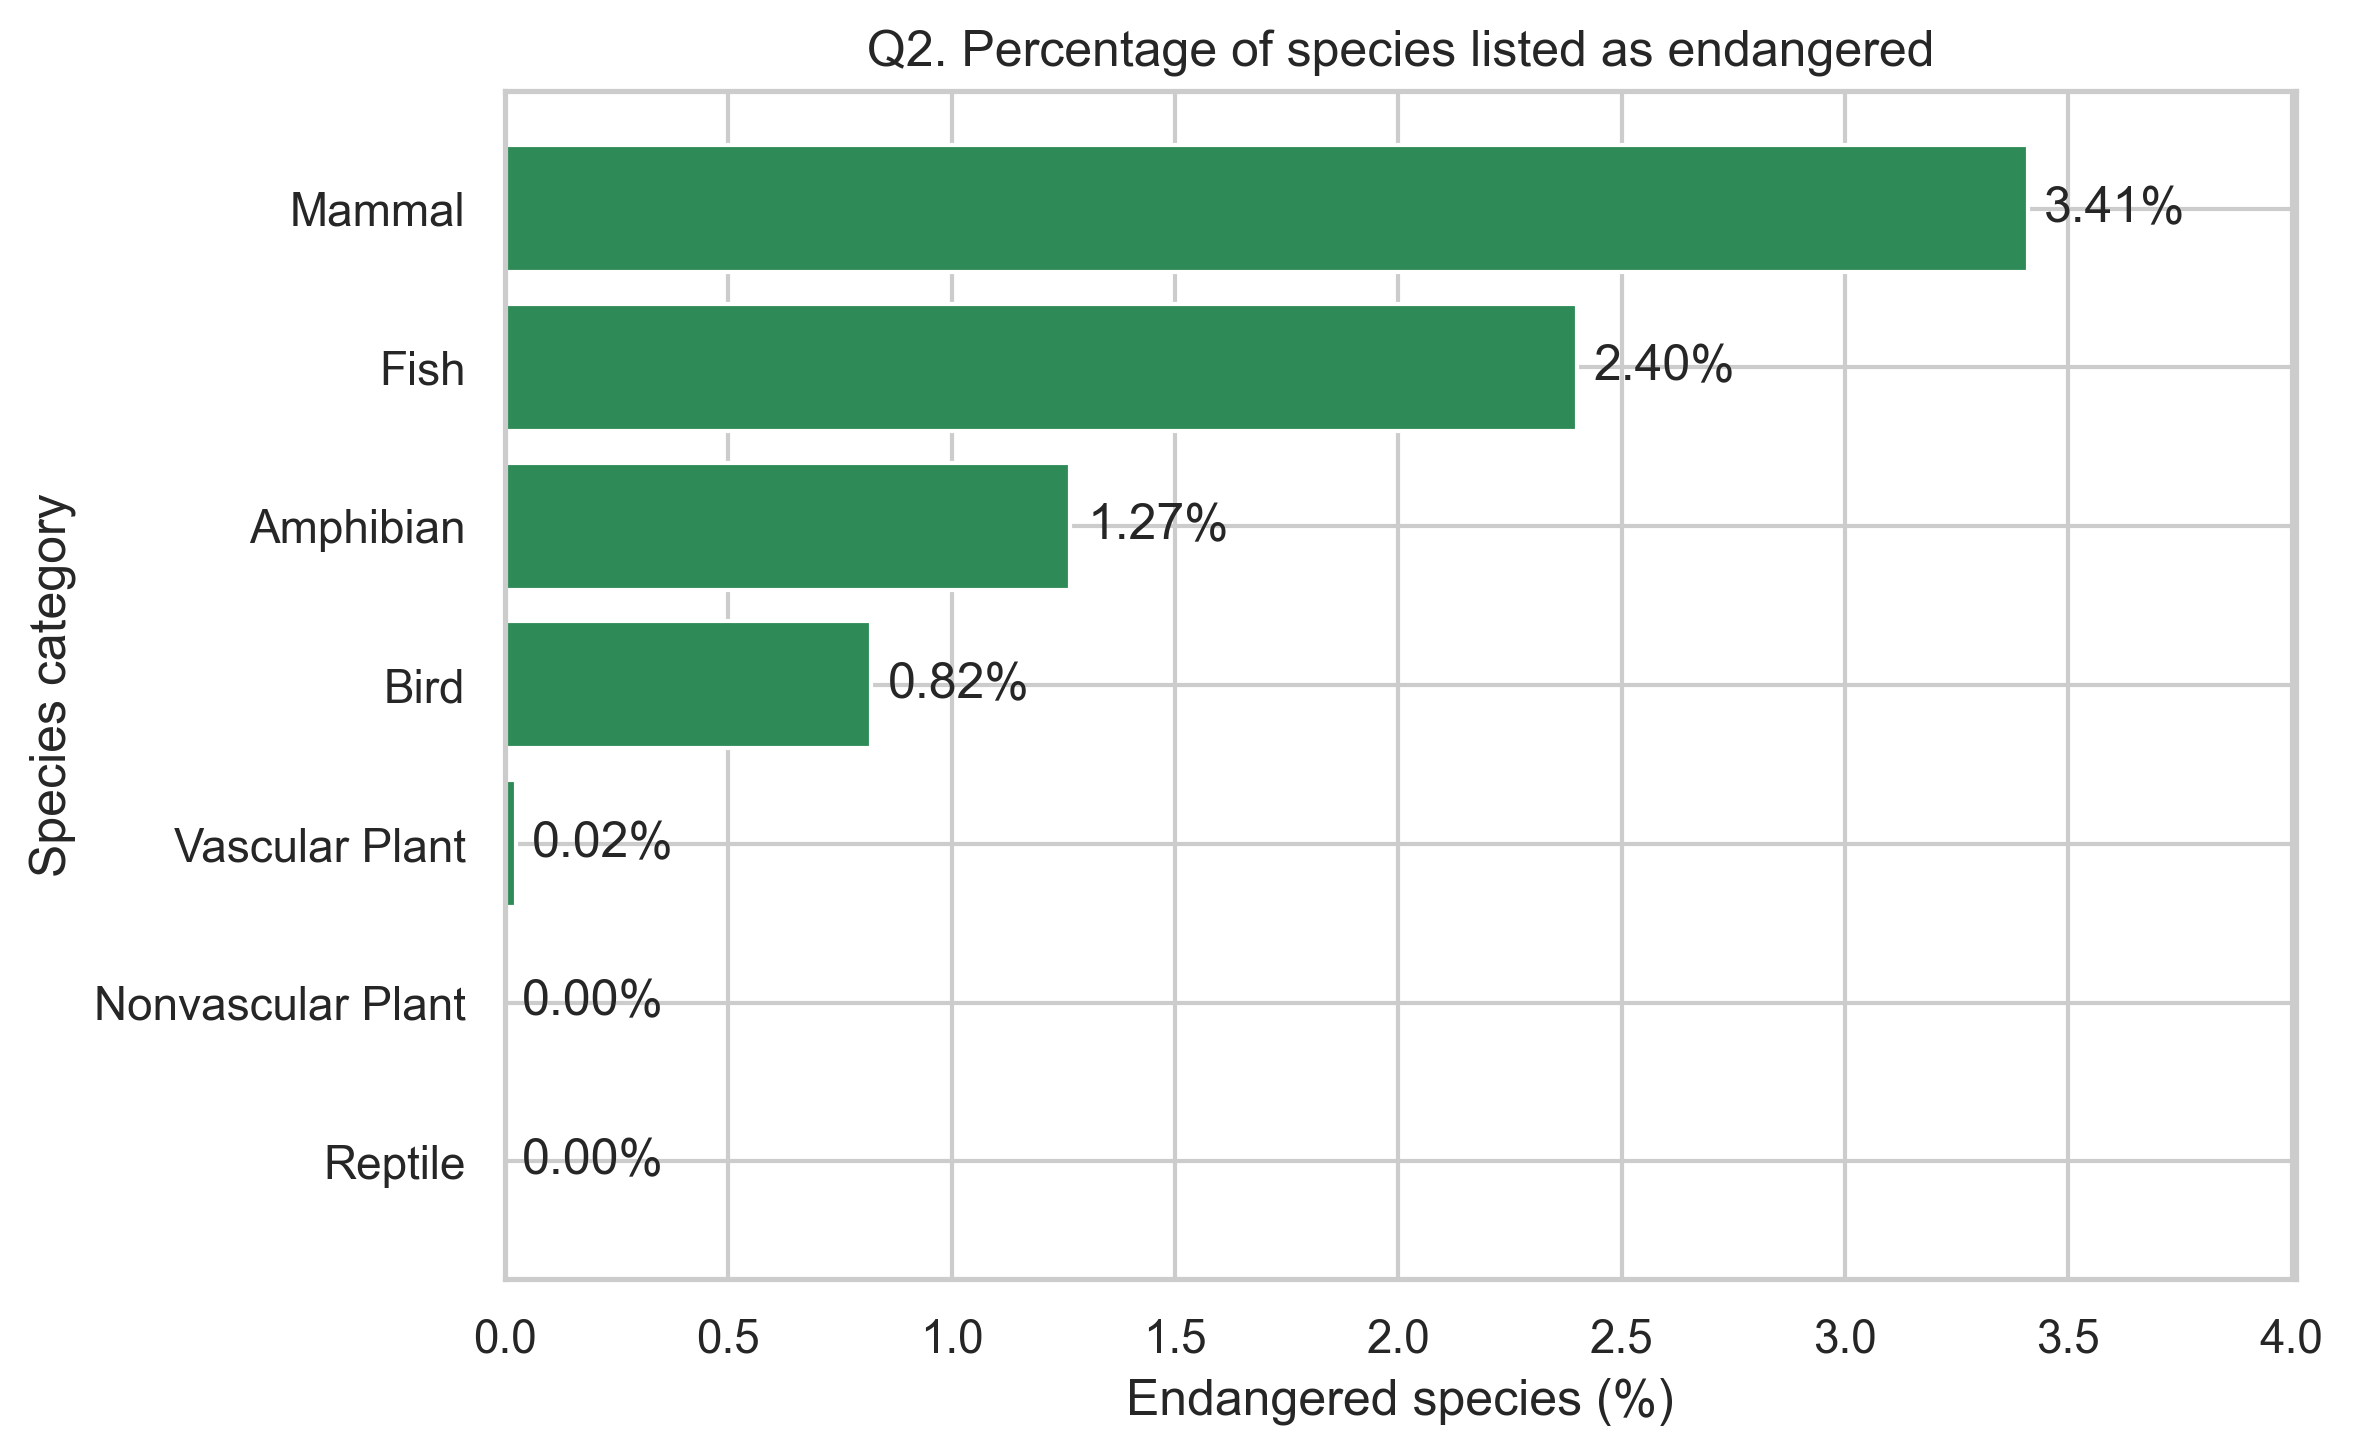 Q2. Percentage of species listed as endangered
Mammal
3.41%
Fish
2.40%
Amphibian
1.27%
Bird
0.82%
Vascular Plant
0.02%
Nonvascular Plant
0.00%
Reptile
0.00%
Species category
0.0 0.5 1.0 1.5 2.0 2.5 3.0 3.5 4.0
Endangered species (%)